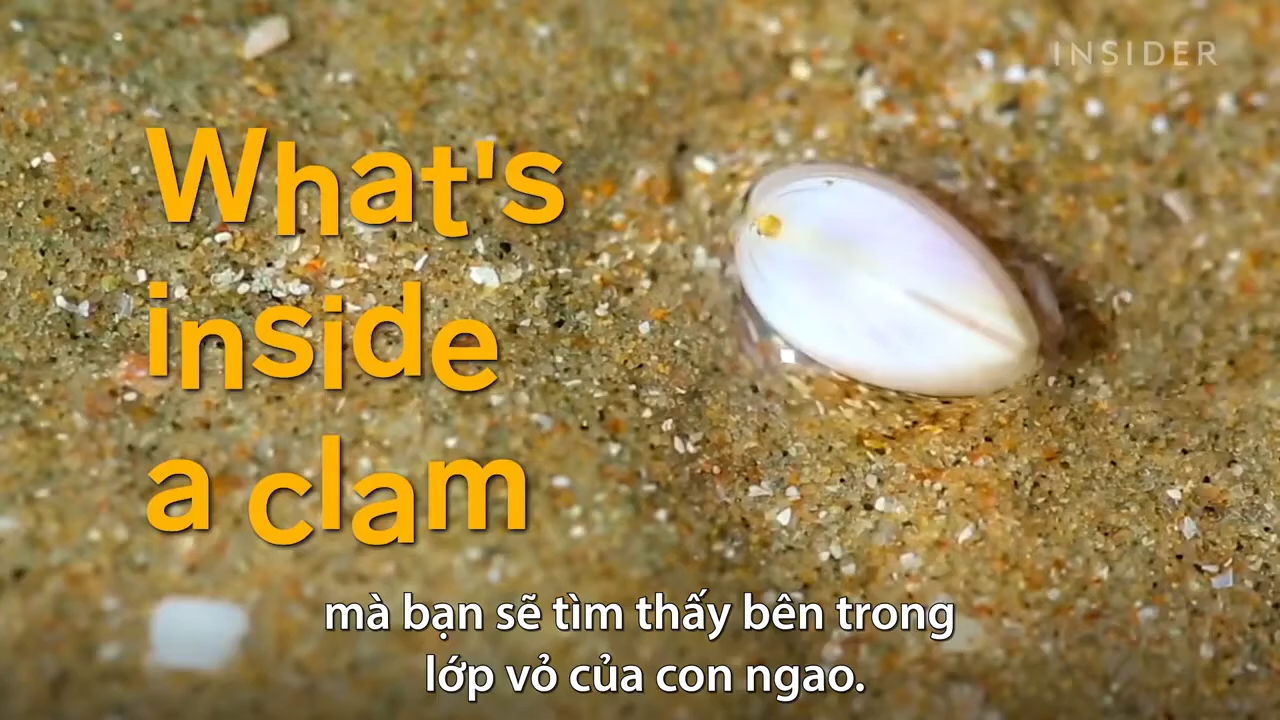 INSIDER
What's
inside
a clam
mà bạn sẽ tìm thấy bên trong
lớp vỏ của con ngao.